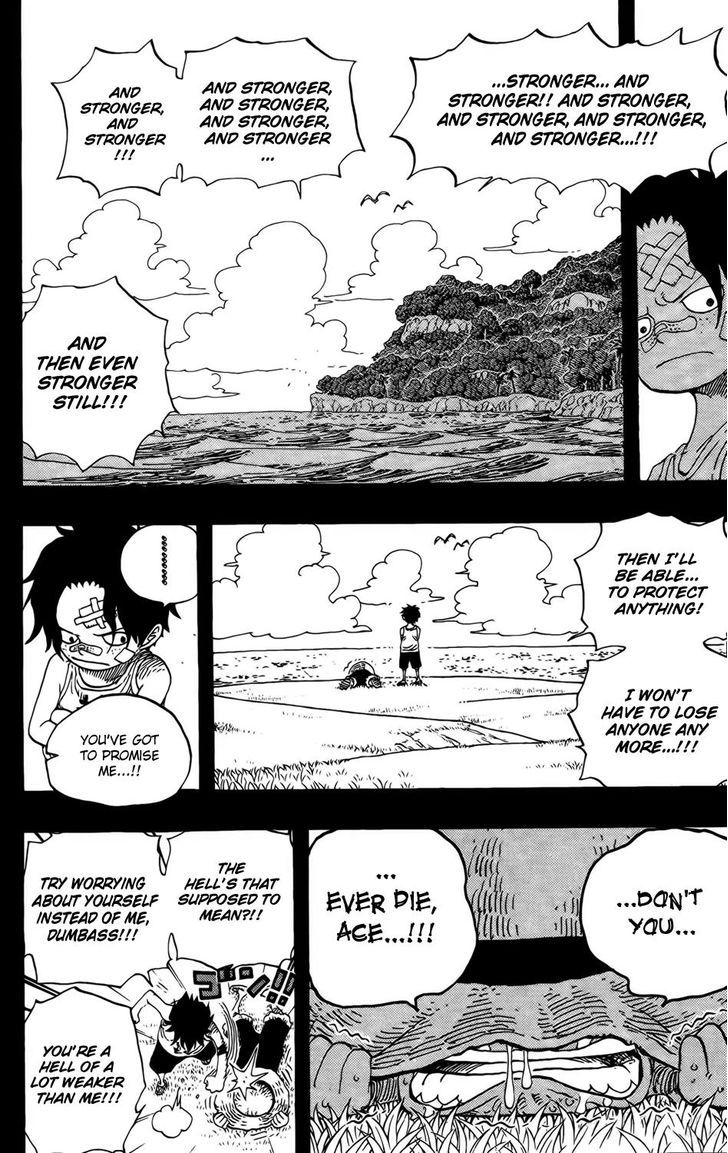 ...STRONGER... AND
STRONGER!! AND STRONGER,
AND STRONGER, AND STRONGER,
AND STRONGER...!!!
AND STRONGER,
AND STRONGER,
AND STRONGER,
AND STRONGER
...
AND
STRONGER,
AND
STRONGER
!!!
AND
THEN EVEN
STRONGER
STILL!!!
THEN I'LL
BE ABLE...
TO PROTECT
ANYTHING!
I WON'T
HAVE TO LOSE
ANYONE ANY
MORE...!!!
YOU'VE GOT
TO PROMISE
ME...!!
...DON'T
YOU...
...
EVER DIE,
ACE...!!!
THE
HELL'S THAT
SUPPOSED TO
MEAN?!!
TRY WORRYING
ABOUT YOURSELF
INSTEAD OF ME,
DUMBASS!!!
ゴーン!!
YOU'RE A
HELL OF A
LOT WEAKER
THAN ME!!!